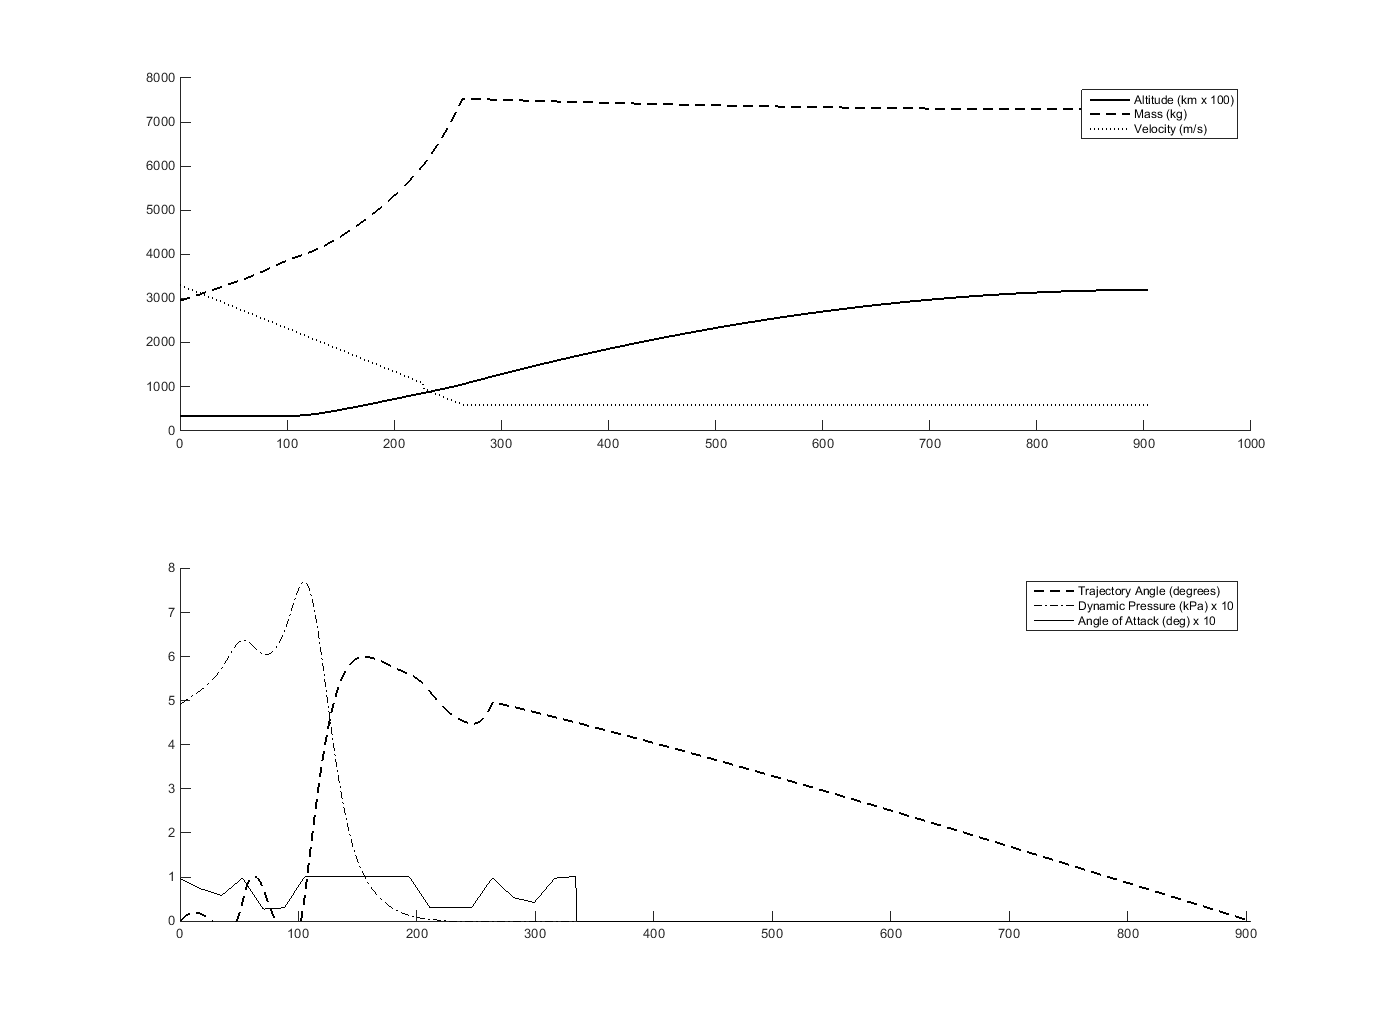 8000
7000
6000
5000
4000
3000
2000
1000
0
Altitude (km x 100)
Mass (kg)
Velocity (m/s)
0 100 200 300 400 500 600 700 800 900 1000
8
7
6
5
4
3
2
1
0
Trajectory Angle (degrees)
Dynamic Pressure (kPa) x 10
Angle of Attack (deg) x 10
0 100 200 300 400 500 600 700 800 900